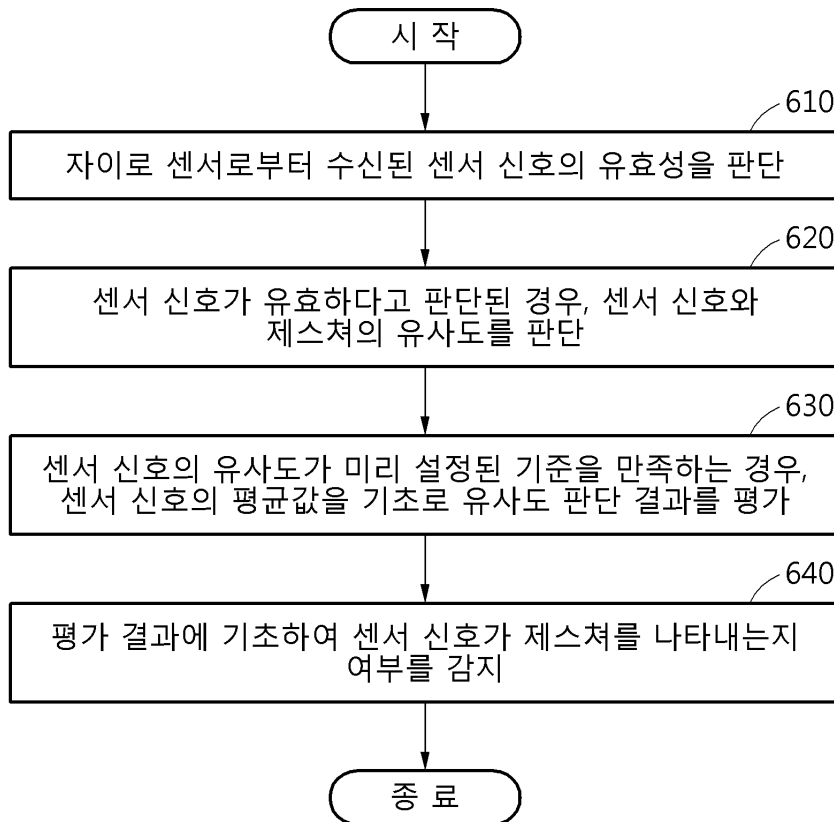 시 작
610
자이로 센서로부터 수신된 센서 신호의 유효성을 판단
620
센서 신호가 유효하다고 판단된 경우, 센서 신호와
제스쳐의 유사도를 판단
630
센서 신호의 유사도가 미리 설정된 기준을 만족하는 경우,
센서 신호의 평균값을 기초로 유사도 판단 결과를 평가
640
평가 결과에 기초하여 센서 신호가 제스쳐를 나타내는지
여부를 감지
종 료